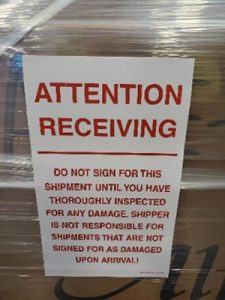 ATTENTION
RECEIVING
DO NOT SIGN FOR THIS
SHIPMENT UNTIL YOU HAVE
THOROUGHLY INSPECTED
FOR ANY DAMAGE. SHIPPER
IS NOT RESPONSIBLE FOR
SHIPMENTS THAT ARE NOT
SIGNED FOR AS DAMAGED
UPON ARRIVAL!